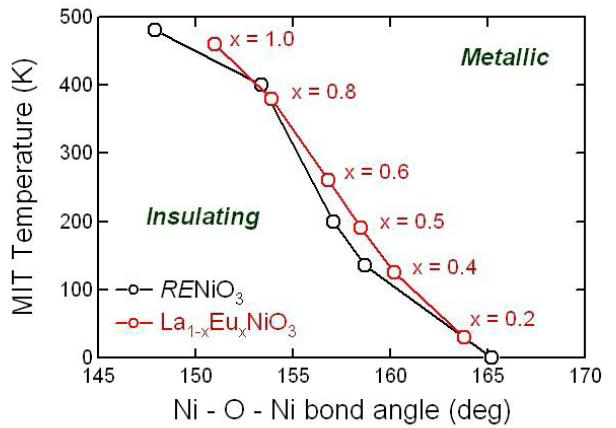 500
400
300
200
100
0
MIT Temperature (K)
x = 1.0
Metallic
x = 0.8
x = 0.6
Insulating
x = 0.5
x = 0.4
x = 0.2
RENiO₃
La₁₋ₓEuₓNiO₃
145 150 155 160 165 170
Ni - O - Ni bond angle (deg)